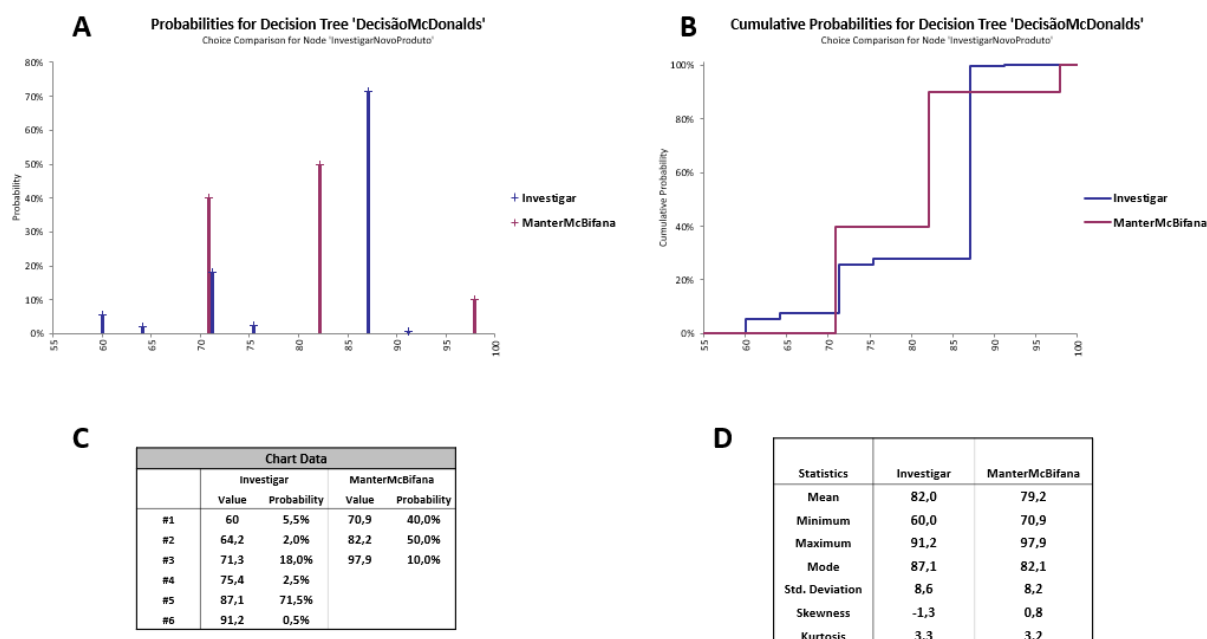 A
Probabilities for Decision Tree 'DecisãoMcDonalds'
Choice Comparison for Node 'InvestigarNovoProduto'
80%
70%
60%
50%
40%
30%
20%
10%
0%
Probability
55
60
65
70
75
80
85
90
95
100
Investigar
ManterMcBifana
B
Cumulative Probabilities for Decision Tree 'DecisãoMcDonalds'
Choice Comparison for Node 'InvestigarNovoProduto'
100%
80%
60%
40%
20%
0%
Cumulative Probability
55
60
65
70
75
80
85
90
95
100
Investigar
ManterMcBifana
C
Chart Data
Investigar ManterMcBifana
Value Probability Value Probability
#1 60 5,5% 70,9 40,0%
#2 64,2 2,0% 82,2 50,0%
#3 71,3 18,0% 97,9 10,0%
#4 75,4 2,5%
#5 87,1 71,5%
#6 91,2 0,5%
D
Statistics Investigar ManterMcBifana
Mean 82,0 79,2
Minimum 60,0 70,9
Maximum 91,2 97,9
Mode 87,1 82,1
Std. Deviation 8,6 8,2
Skewness -1,3 0,8
Kurtosis 3,3 3,2